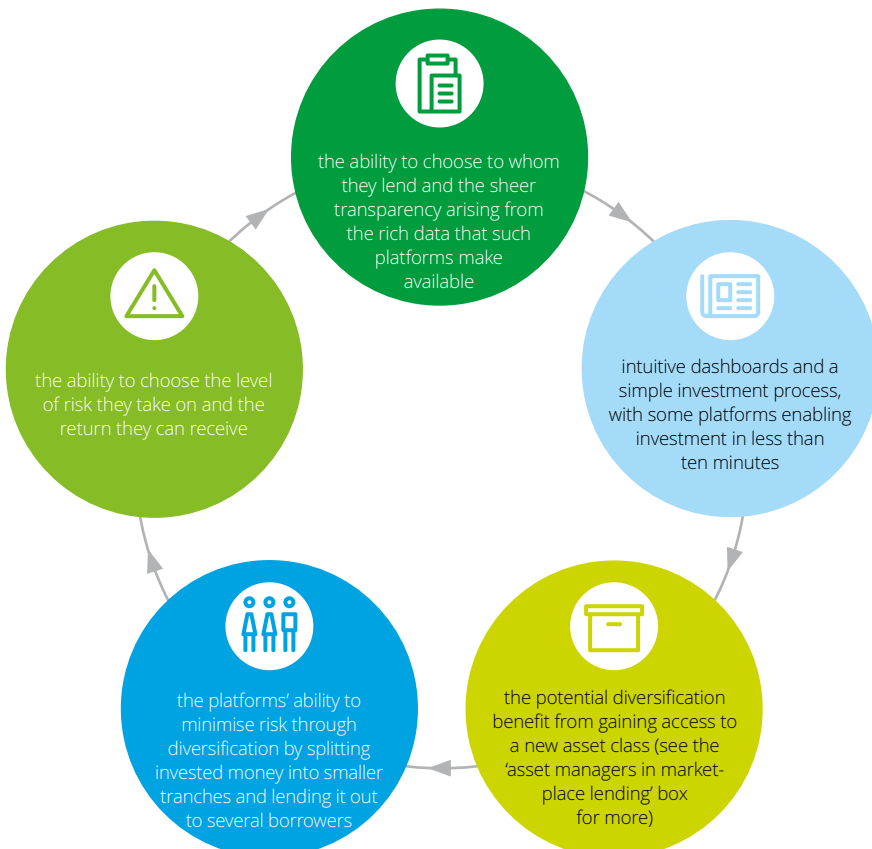 the ability to choose to whom
they lend and the sheer
transparency arising from
the rich data that such
platforms make
available
intuitive dashboards and a
simple investment process,
with some platforms enabling
investment in less than
ten minutes
the potential diversification
benefit from gaining access to
a new asset class (see the
‘asset managers in market-
place lending’ box
for more)
the platforms’ ability to
minimise risk through
diversification by splitting
invested money into smaller
tranches and lending it out
to several borrowers
the ability to choose the level
of risk they take on and the
return they can receive